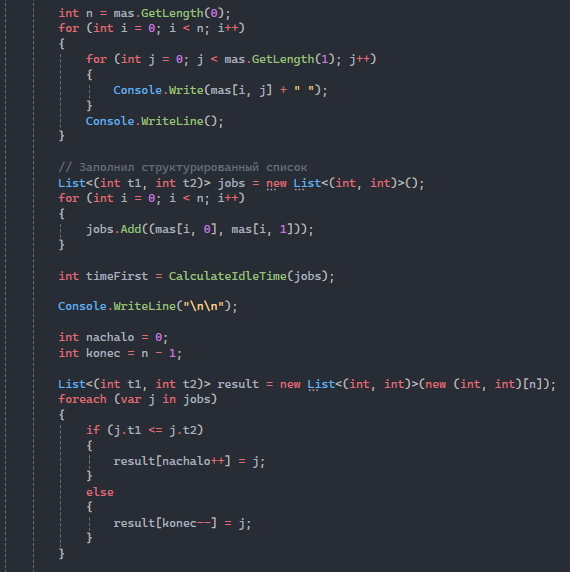 int n = mas.GetLength(0);
for (int i = 0; i < n; i++)
{
for (int j = 0; j < mas.GetLength(1); j++)
{
Console.Write(mas[i, j] + " ");
}
Console.WriteLine();
}
// Заполнил структурированный список
List<(int t1, int t2)> jobs = new List<(int, int)>();
for (int i = 0; i < n; i++)
{
jobs.Add((mas[i, 0], mas[i, 1]));
}
int timeFirst = CalculateIdleTime(jobs);
Console.WriteLine("\n\n");
int nachalo = 0;
int konec = n - 1;
List<(int t1, int t2)> result = new List<(int, int)>(new (int, int)[n]);
foreach (var j in jobs)
{
if (j.t1 <= j.t2)
{
result[nachalo++] = j;
}
else
{
result[konec--] = j;
}
}